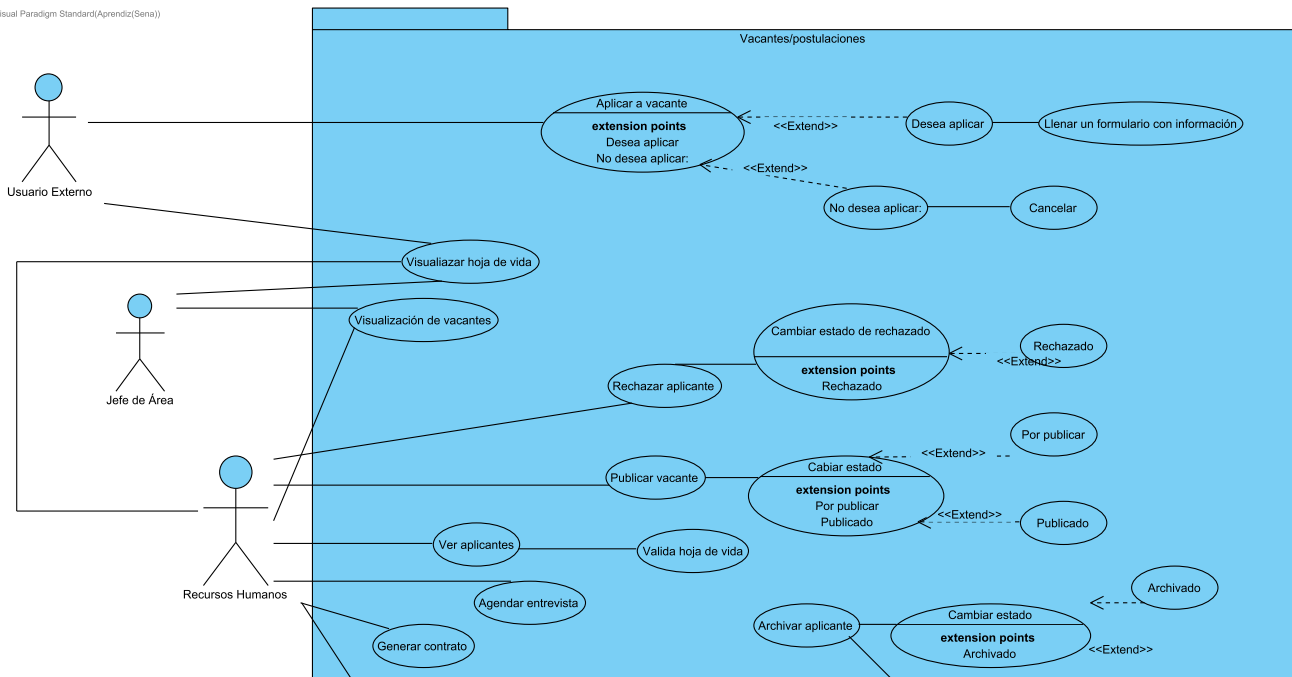 isual Paradigm Standard(Aprendiz(Sena))
Vacantes/postulaciones
Aplicar a vacante
extension points
Desea aplicar
No desea aplicar:
<<Extend>>
Desea aplicar
Llenar un formulario con información
<<Extend>>
No desea aplicar:
Cancelar
Usuario Externo
Visualiazar hoja de vida
Visualización de vacantes
Jefe de Área
Cambiar estado de rechazado
extension points
Rechazado
Rechazado
<<Extend>>
Rechazar aplicante
Por publicar
<<Extend>>
Publicar vacante
Cabiar estado
extension points
Por publicar
Publicado
<<Extend>>
Publicado
Ver aplicantes
Valida hoja de vida
Recursos Humanos
Agendar entrevista
Generar contrato
Archivar aplicante
Cambiar estado
extension points
Archivado
Archivado
<<Extend>>